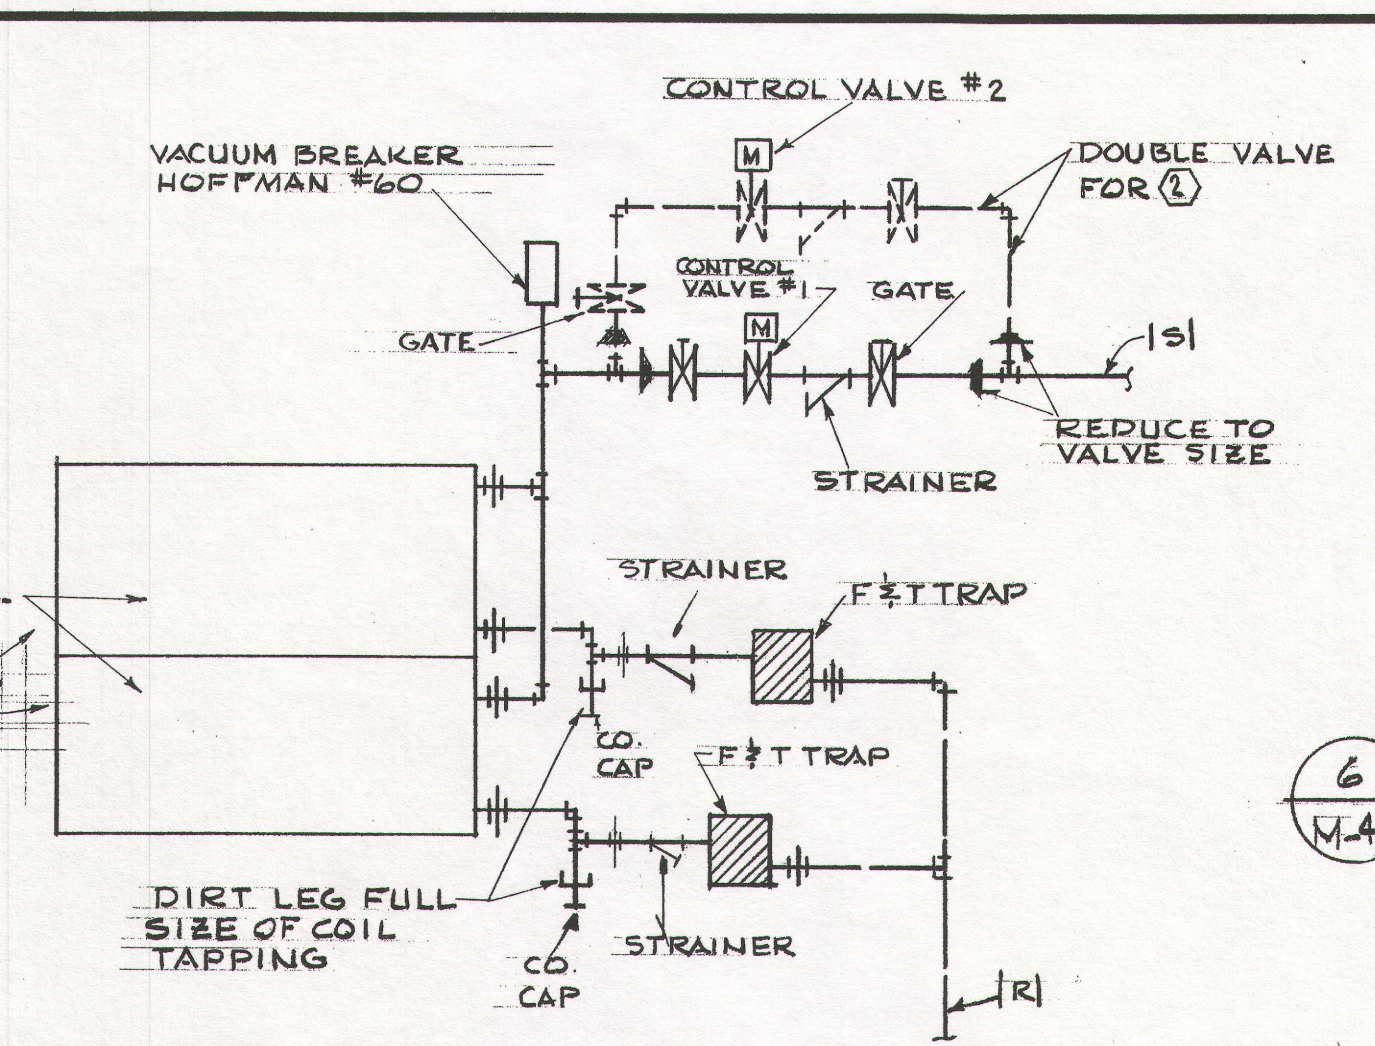 CONTROL VALVE #2
VACUUM BREAKER
HOFFMAN #60
M
DOUBLE VALVE
FOR 2
CONTROL
VALVE #1
GATE
GATE
M
|S|
REDUCE TO
VALVE SIZE
STRAINER
STRAINER
F & T TRAP
CO.
CAP
F & T TRAP
6
M-4
DIRT LEG FULL
SIZE OF COIL
TAPPING
STRAINER
CO.
CAP
|R|